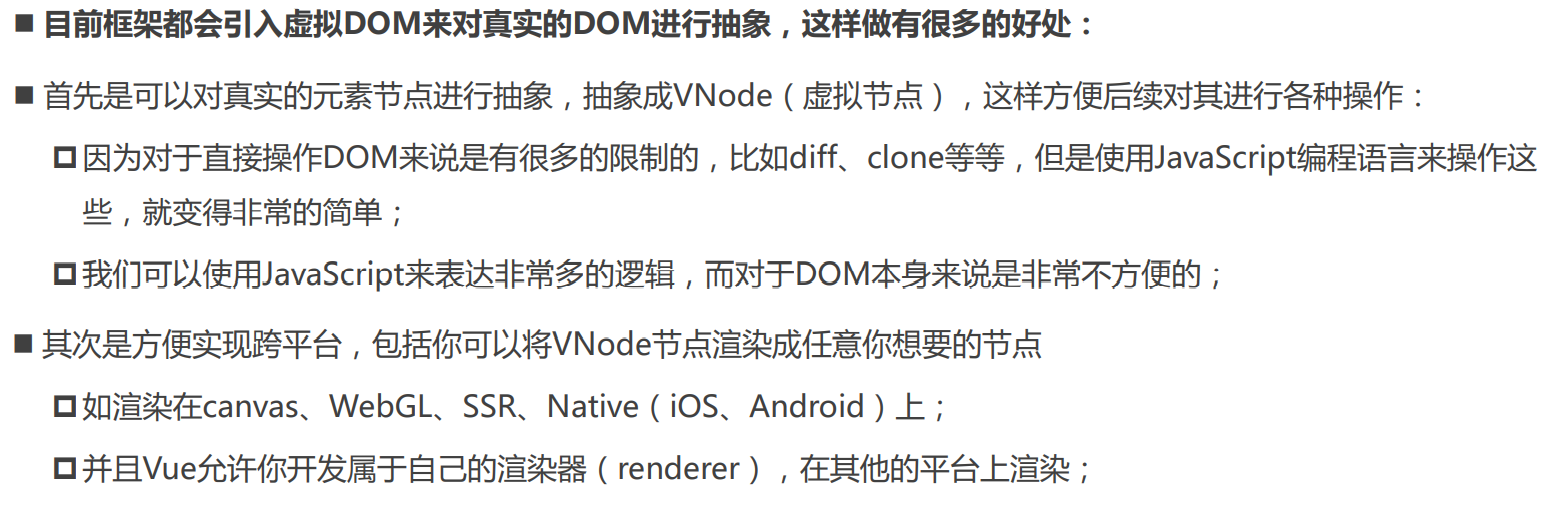 ■ 目前框架都会引入虚拟DOM来对真实的DOM进行抽象，这样做有很多的好处：
■ 首先是可以对真实的元素节点进行抽象，抽象成VNode（虚拟节点），这样方便后续对其进行各种操作：
因为对于直接操作DOM来说是有很多的限制的，比如diff、clone等等，但是使用JavaScript编程语言来操作这
些，就变得非常的简单；
我们可以使用JavaScript来表达非常多的逻辑，而对于DOM本身来说是非常不方便的；
■ 其次是方便实现跨平台，包括你可以将VNode节点渲染成任意你想要的节点
如渲染在canvas、WebGL、SSR、Native（iOS、Android）上；
并且Vue允许你开发属于自己的渲染器（renderer），在其他的平台上渲染；